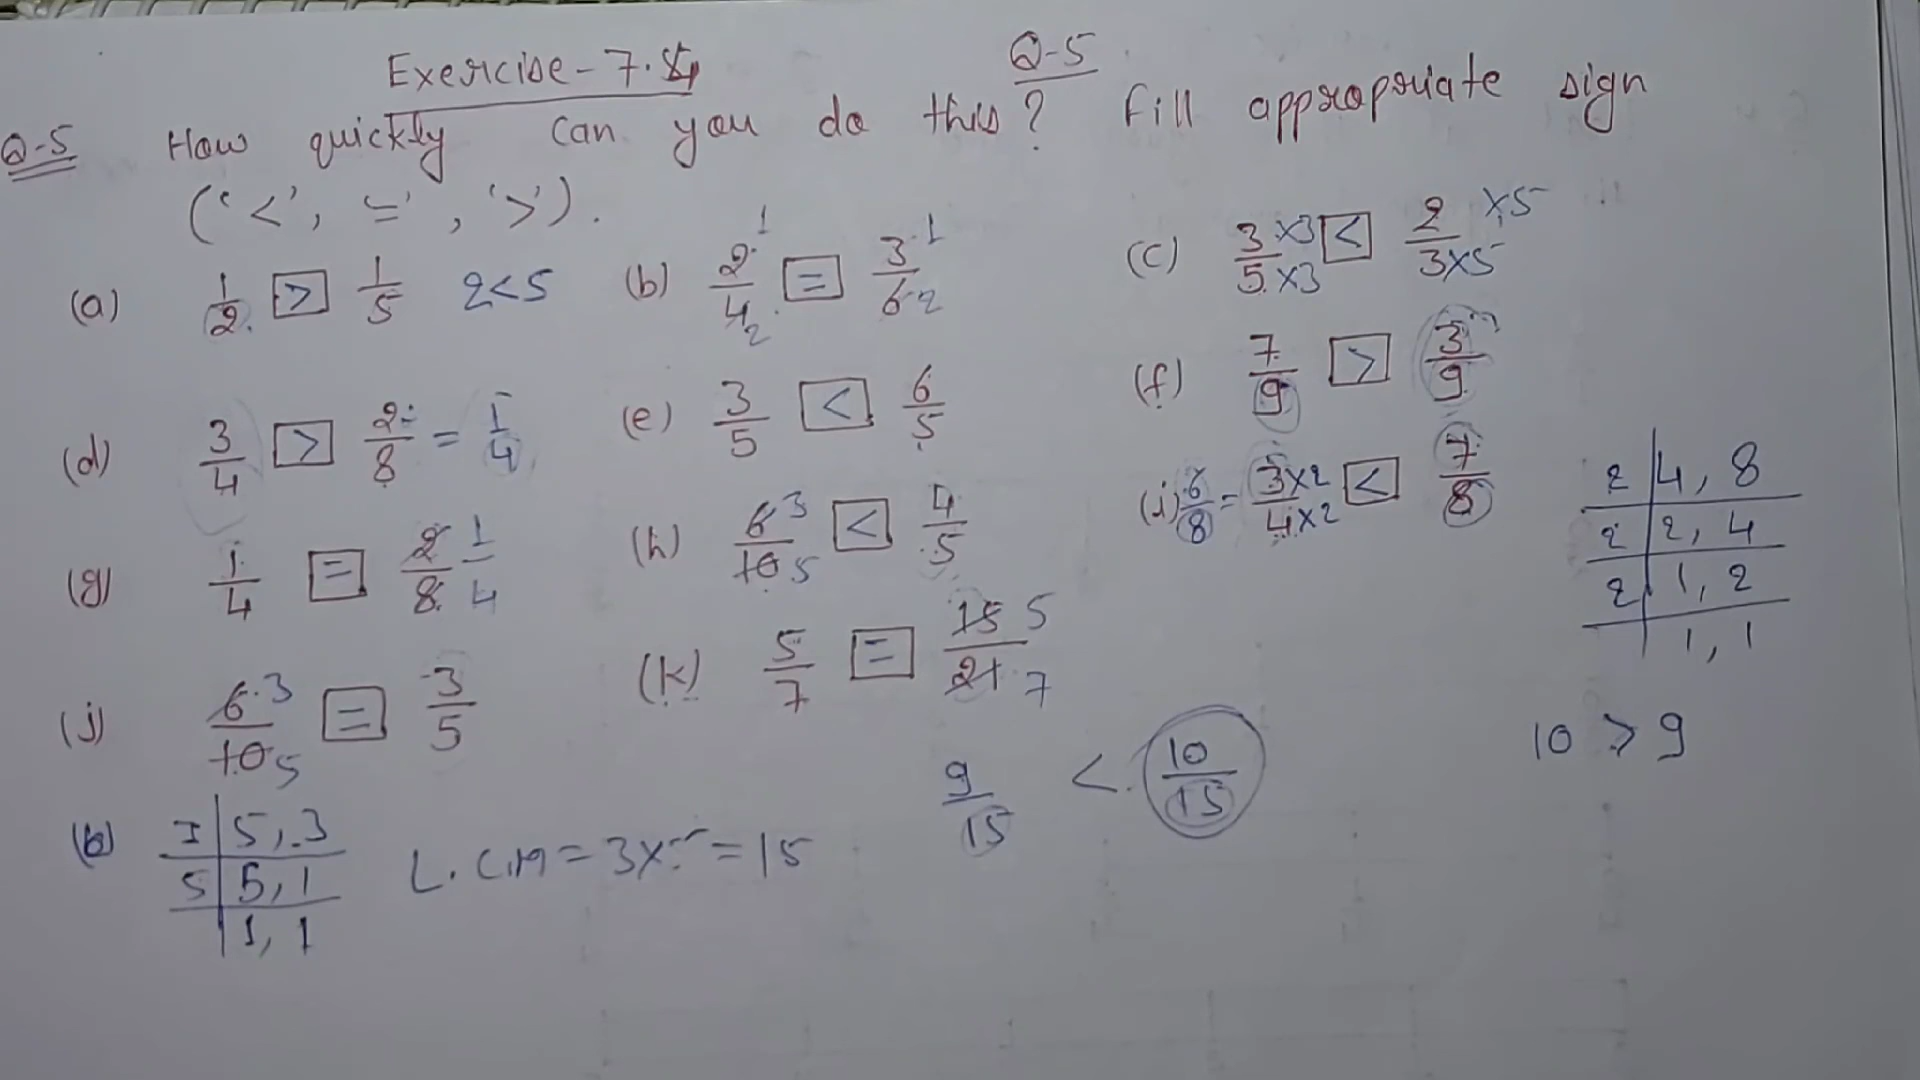 Exercise-7.4
Q-5
Q-5 How quickly can you do this? Fill appropriate sign
('<', '=', '>').
(a) 1/2 > 1/5 2<5 (b) 2/4 1 2 = 3/6 1 2 (c) 3×3/5×3 < 2×5/3×5
(d) 3/4 > 2/8 = 1/4 (e) 3/5 < 6/5 (f) 7/9 > 3/9
(g) 1/4 = 2/8 1/4 (h) 6/10 3 5 < 4/5 (i) 6/8 = 3×2/4×2 < 7/8
(j) 6/10 3 5 = 3/5 (k) 5/7 = 15/21 5 7
2 | 4, 8
2 | 2, 4
2 | 1, 2
1, 1
3 | 5, 3
5 | 5, 1
1, 1
L.C.M = 3×5 = 15
9/15 < 10/15
10 > 9